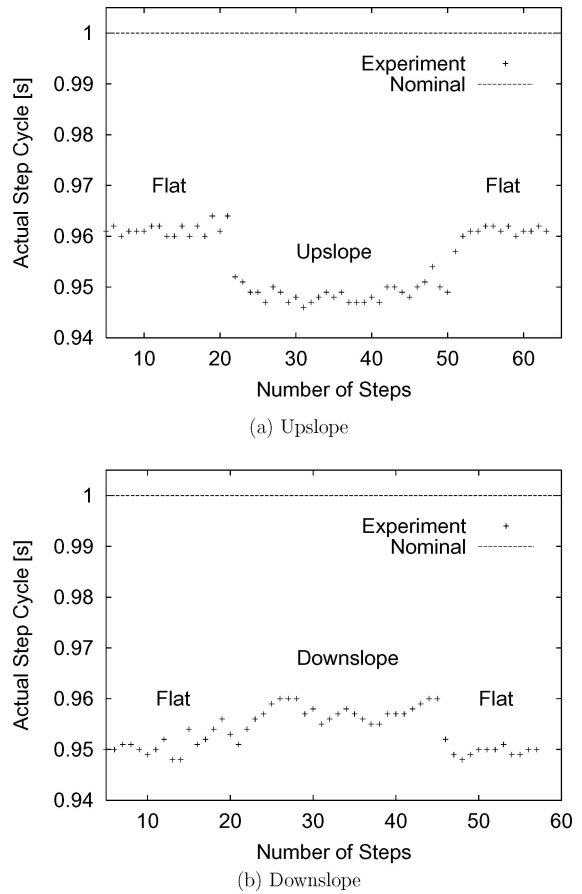 1
0.99
0.98
0.97
0.96
0.95
0.94
Actual Step Cycle [s]
Experiment
Nominal
Flat
Upslope
Flat
10 20 30 40 50 60
Number of Steps
(a) Upslope
1
0.99
0.98
0.97
0.96
0.95
0.94
Actual Step Cycle [s]
Experiment
Nominal
Downslope
Flat
Flat
10 20 30 40 50 60
Number of Steps
(b) Downslope